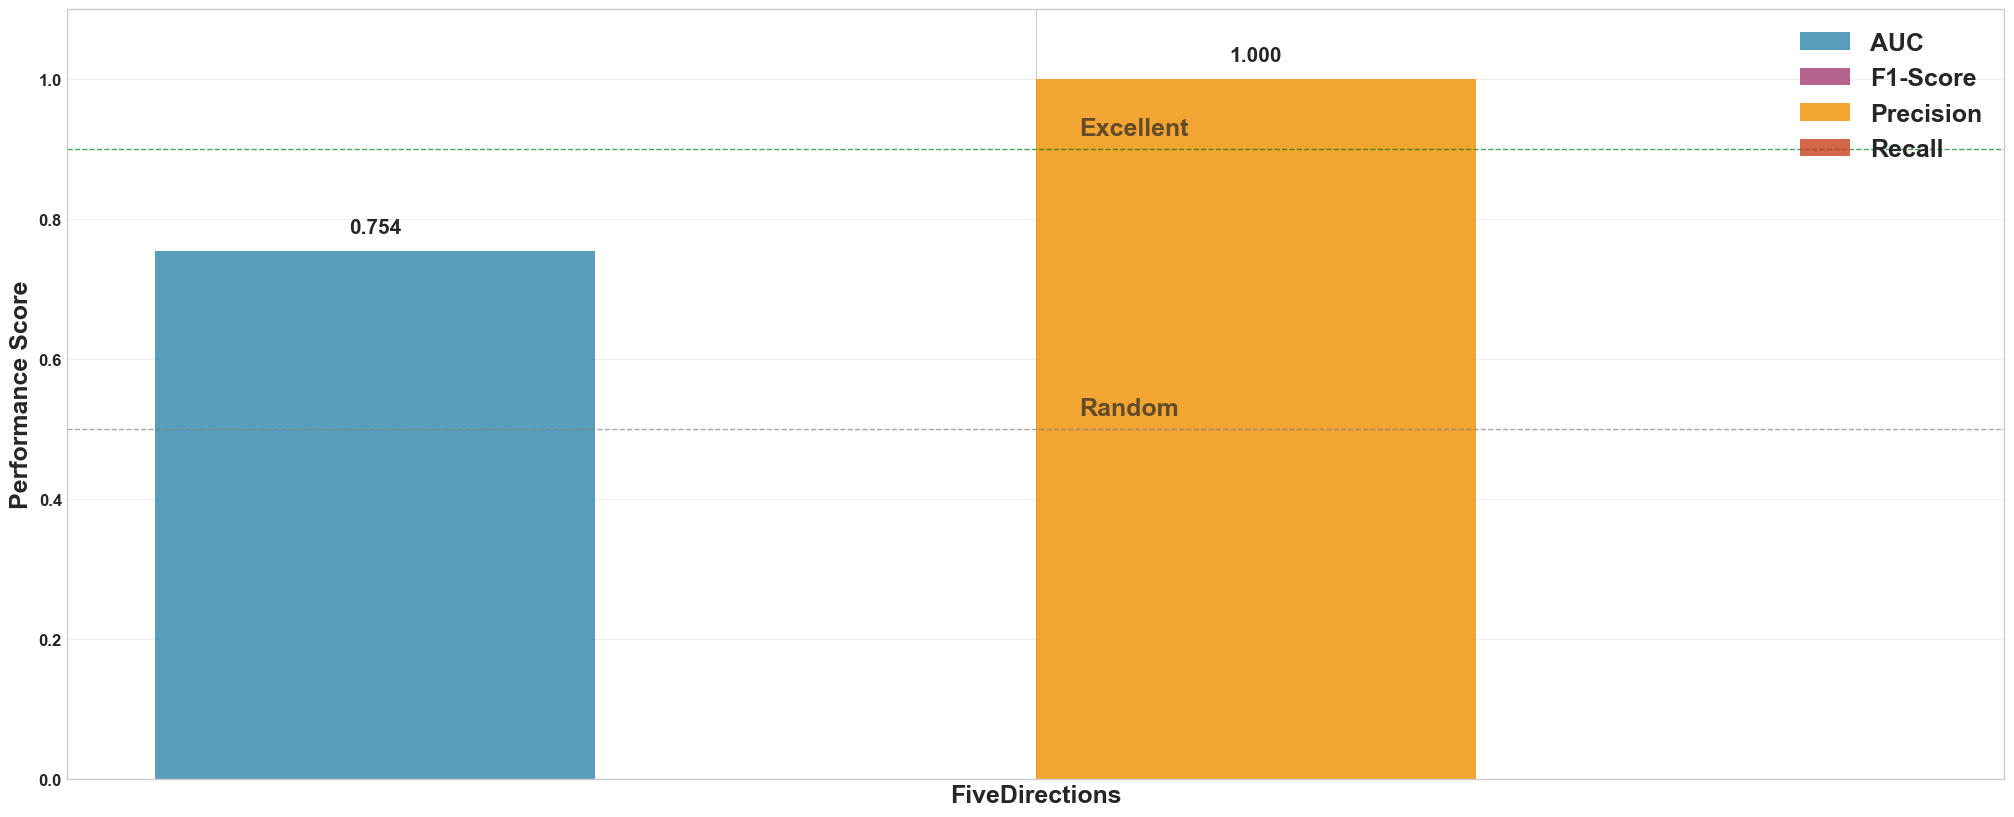 1.000
AUC
F1-Score
Precision
Recall
Excellent
0.754
Random
Performance Score
1.0
0.8
0.6
0.4
0.2
0.0
FiveDirections